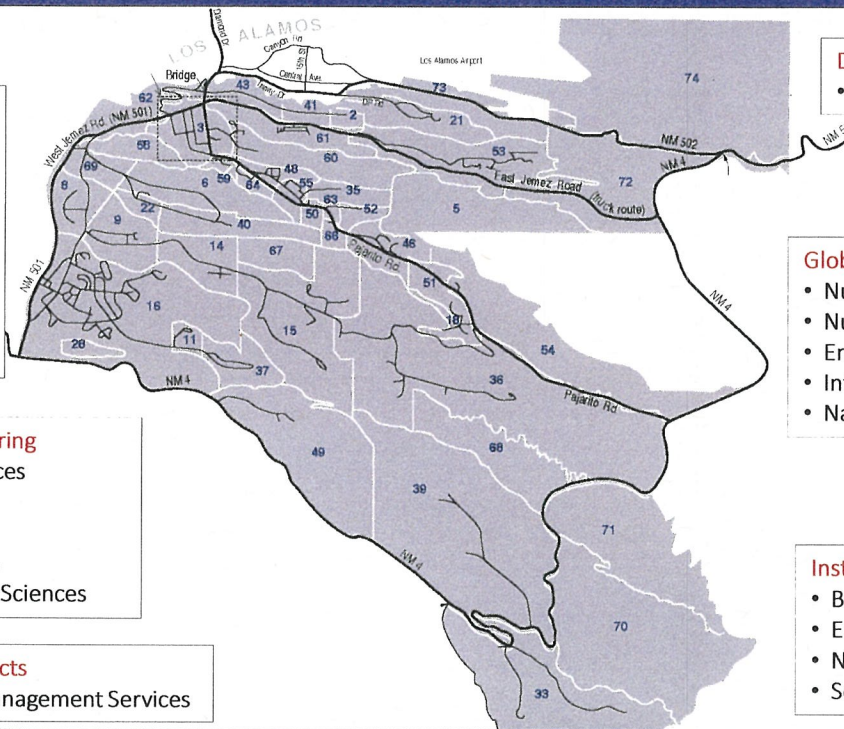 LOS ALAMOS
Diamond Dr
Canyon Rd
15th St
Central Ave
Los Alamos Airport
Bridge
Trinity Dr
DP Rd
74
73
62
43
41
2
21
West Jemez Rd. (NM 501)
3
61
53
NM 502
NM 4
58
60
72
69
8
6
59
64
48
55
35
63
52
East Jemez Road
(truck route)
5
22
9
40
50
66
46
14
67
Pajarito Rd.
51
NM 501
16
18
NM 4
28
11
15
54
37
36
NM 4
Pajarito Rd
49
68
39
71
NM 4
70
33
ring
ces
Sciences
cts
nagement Services
D
Glob
• Nu
• Nu
• En
• Int
• Na
Inst
• B
• E
• N
• S